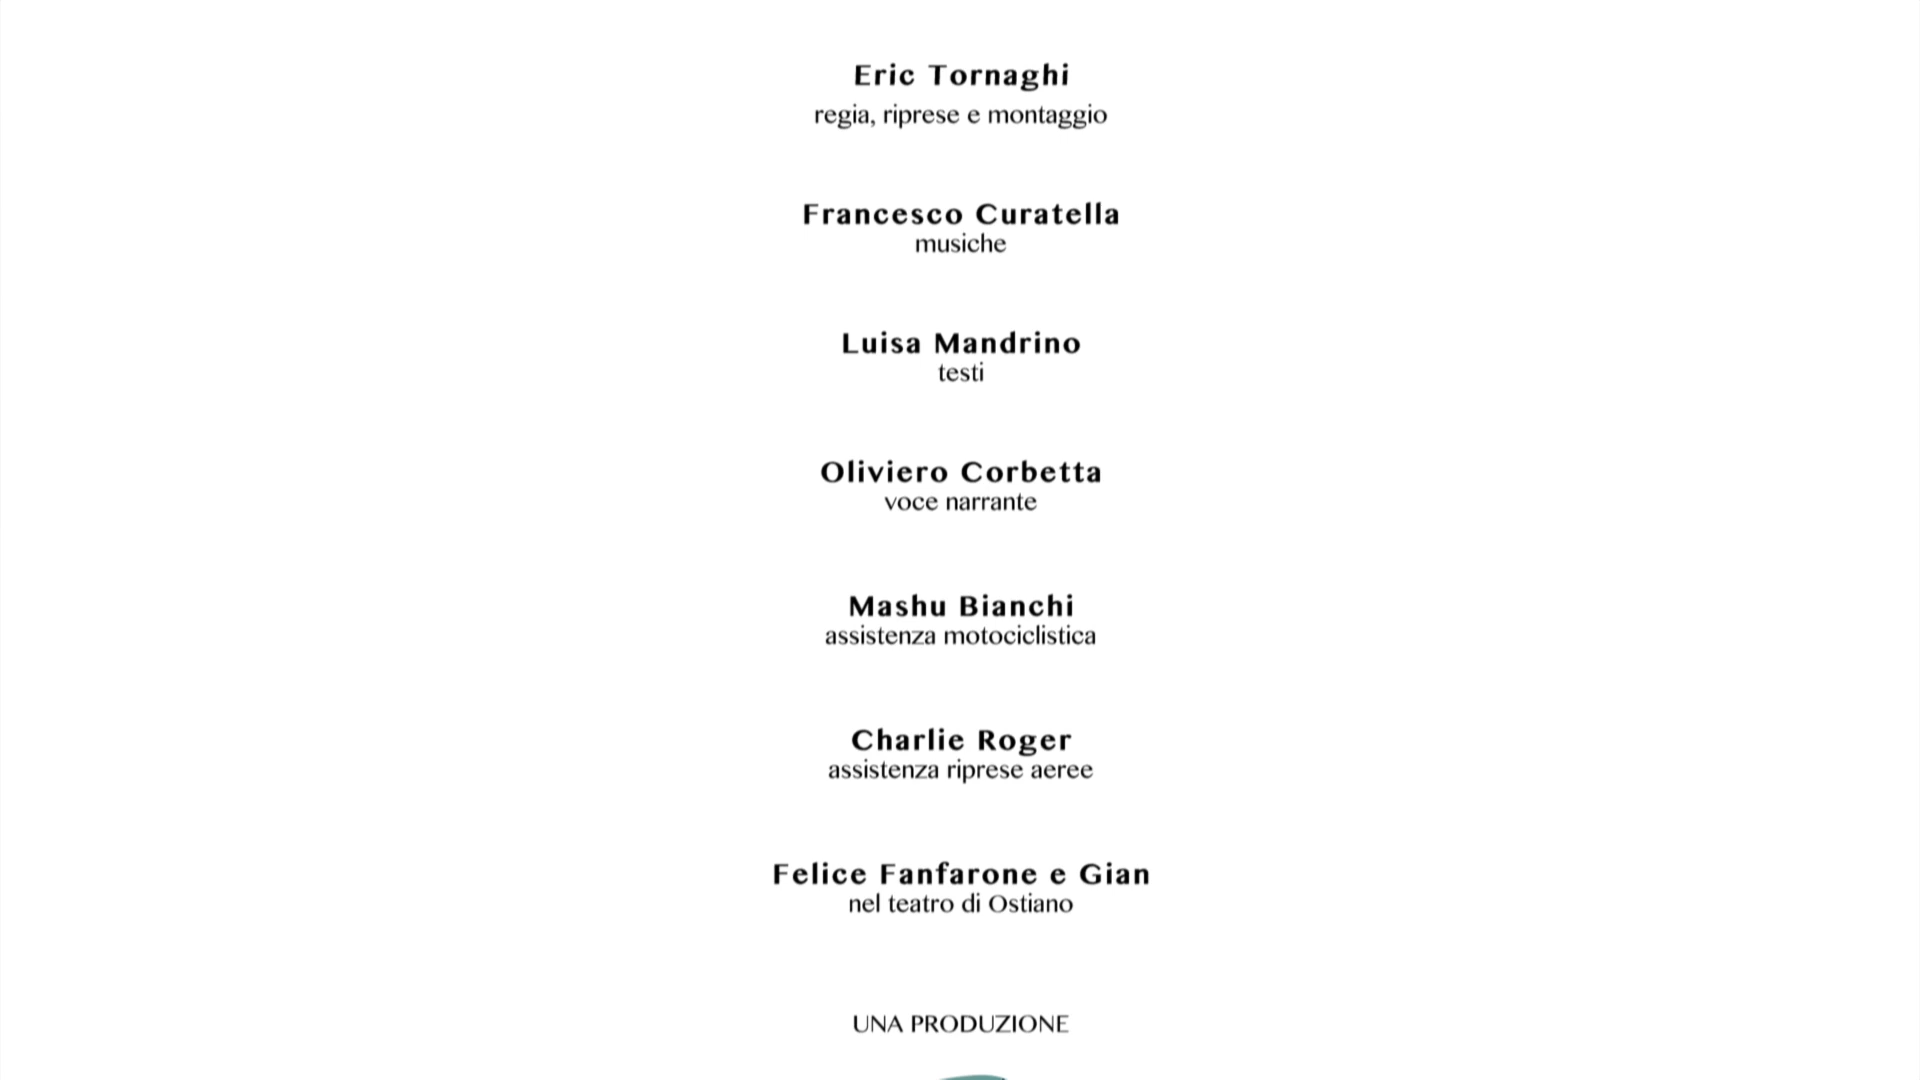 Eric Tornaghi
regia, riprese e montaggio
Francesco Curatella
musiche
Luisa Mandrino
testi
Oliviero Corbetta
voce narrante
Mashu Bianchi
assistenza motociclistica
Charlie Roger
assistenza riprese aeree
Felice Fanfarone e Gian
nel teatro di Ostiano
UNA PRODUZIONE